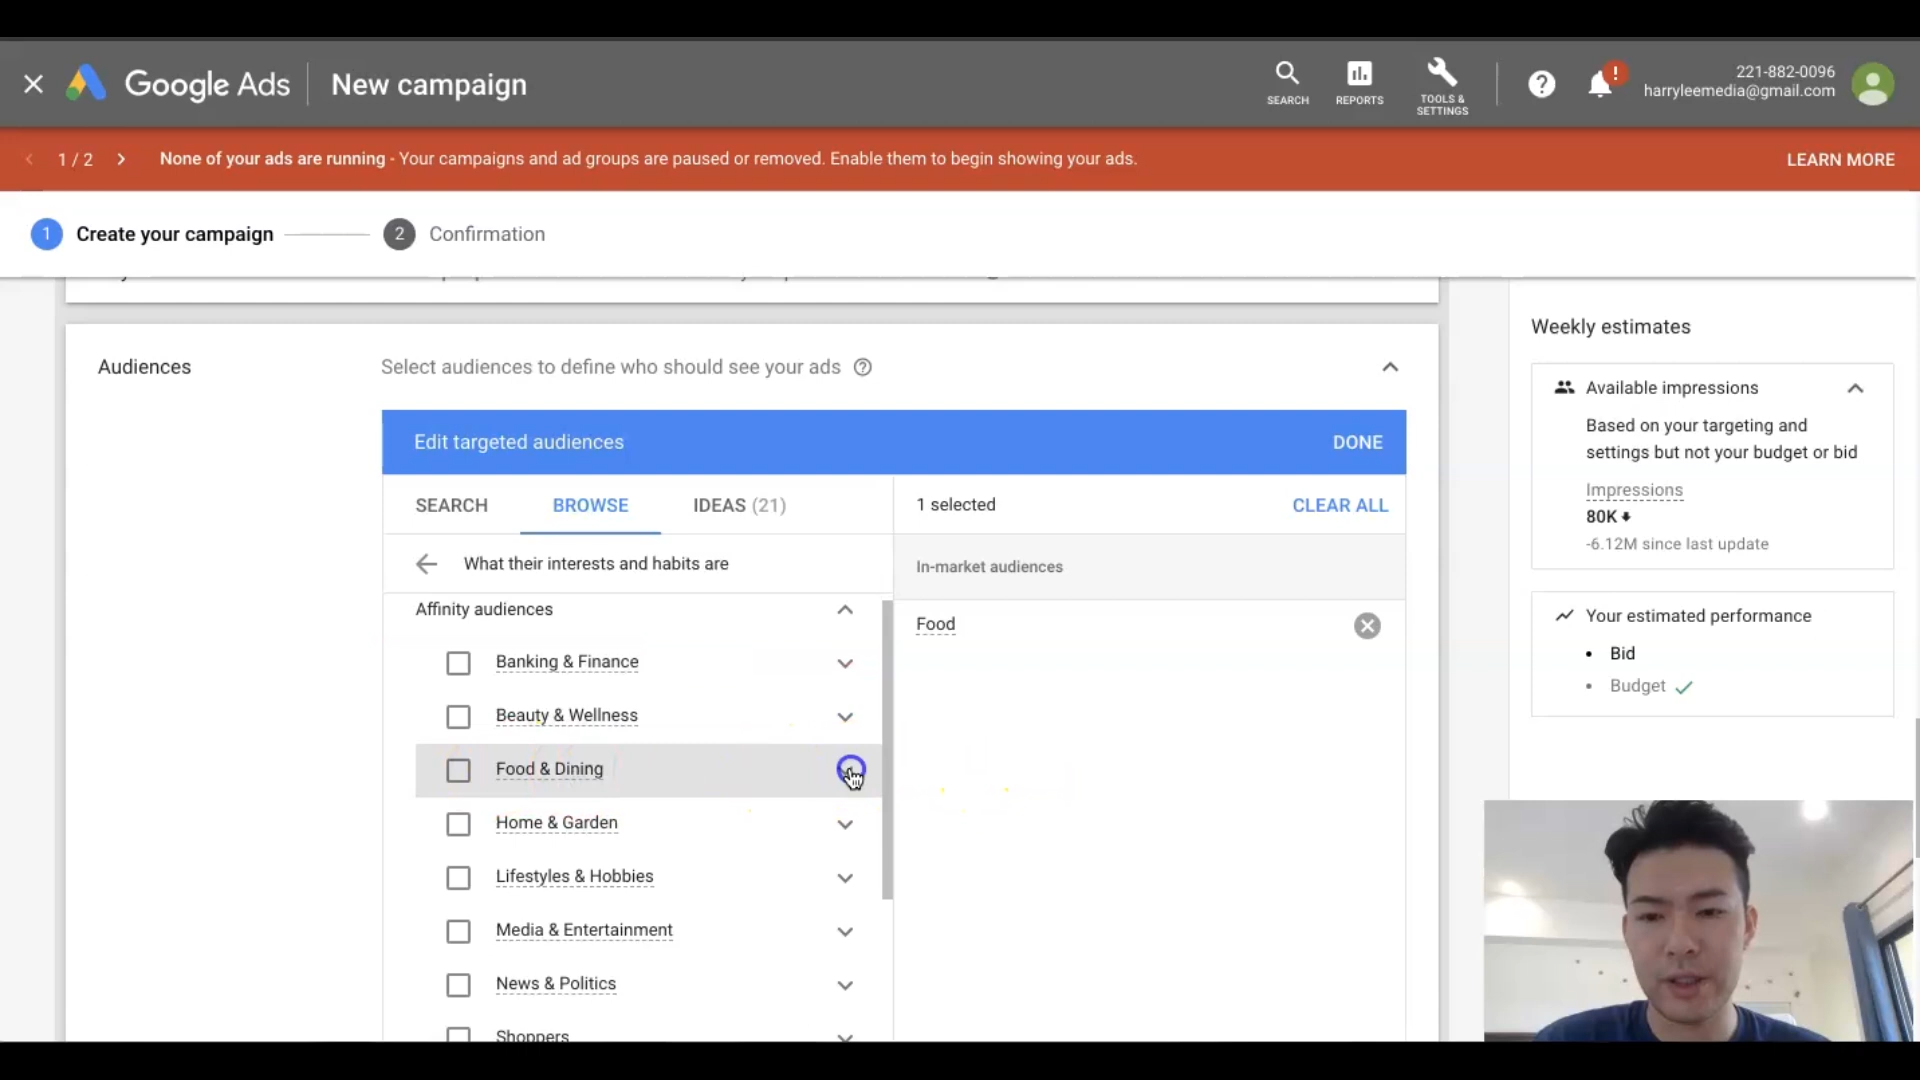 Google Ads
New campaign
SEARCH
REPORTS
TOOLS &
SETTINGS
!
221-882-0096
harryleemedia@gmail.com
1 / 2
None of your ads are running - Your campaigns and ad groups are paused or removed. Enable them to begin showing your ads.
LEARN MORE
1 Create your campaign
2 Confirmation
Audiences
Select audiences to define who should see your ads
Edit targeted audiences
DONE
SEARCH
BROWSE
IDEAS (21)
1 selected
CLEAR ALL
What their interests and habits are
In-market audiences
Affinity audiences
Food
Banking & Finance
Beauty & Wellness
Food & Dining
Home & Garden
Lifestyles & Hobbies
Media & Entertainment
News & Politics
Shoppers
Weekly estimates
Available impressions
Based on your targeting and
settings but not your budget or bid
Impressions
80K
-6.12M since last update
Your estimated performance
• Bid
• Budget